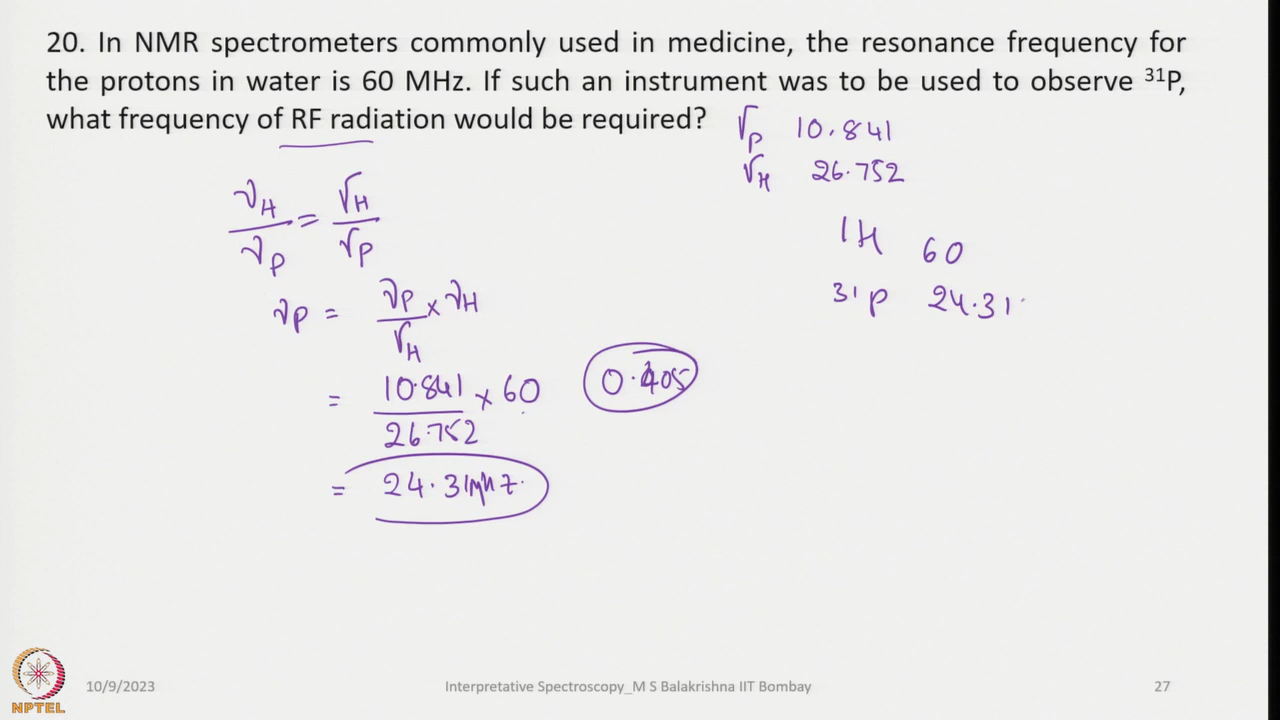 20. In NMR spectrometers commonly used in medicine, the resonance frequency for
the protons in water is 60 MHz. If such an instrument was to be used to observe ³¹P,
what frequency of RF radiation would be required?
γP 10.841
γH 26.752
νH / νP = γH / γP
1H 60
31P 24.31
νP = νP / γH × νH
= 10.841 / 26.752 × 60
0.405
= 24.31MHz.
NPTEL
10/9/2023
Interpretative Spectroscopy_M S Balakrishna IIT Bombay
27